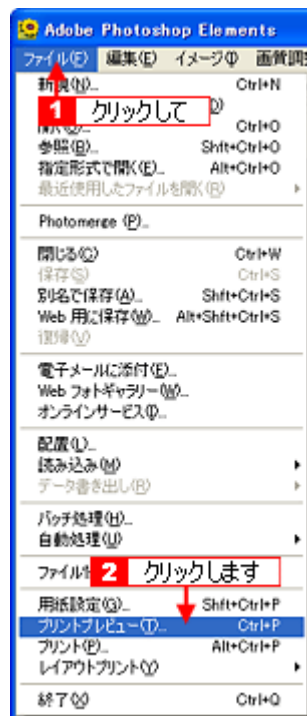 Adobe Photoshop Elements
ファイル(F) 編集(E) イメージ(I) 画質調
新規(N)... Ctrl+N
1 クリックして
開く(O)... Ctrl+O
参照(B)... Shft+Ctrl+O
指定形式で開く(E)... Alt+Ctrl+O
最近使用したファイルを開く(R)
Photomerge (P)...
閉じる(C) Ctrl+W
保存(S) Ctrl+S
別名で保存(A)... Shft+Ctrl+S
Web 用に保存(W)... Alt+Shft+Ctrl+S
復帰(V)
電子メールに添付(E)...
Web フォトギャラリー(W)...
オンラインサービス(I)...
配置(L)...
読み込み(M)
データ書き出し(R)
バッチ処理(H)...
自動処理(U)
ファイル
2 クリックします
用紙設定(G)... Shft+Ctrl+P
プリントプレビュー(T)... Ctrl+P
プリント(P)... Alt+Ctrl+P
レイアウトプリント(Y)
終了(X) Ctrl+Q